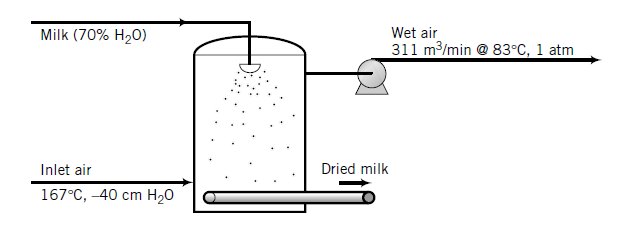 Milk (70% H₂O)
Wet air
311 m³/min @ 83°C, 1 atm
Inlet air
167°C, –40 cm H₂O
Dried milk